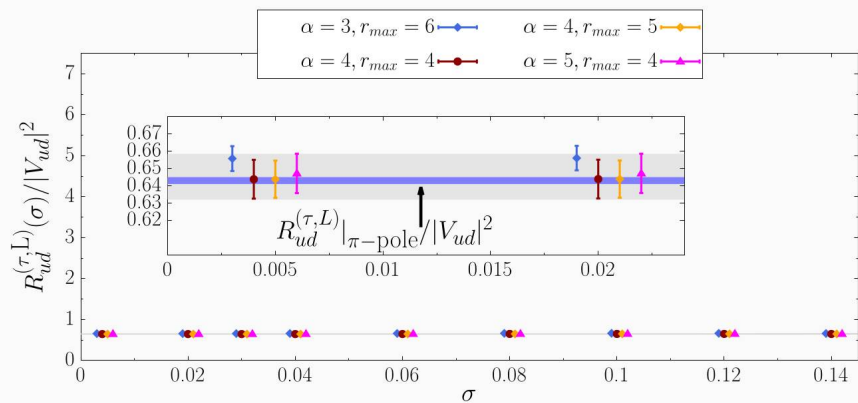 α = 3, r_max = 6 α = 4, r_max = 5
α = 4, r_max = 4 α = 5, r_max = 4
R_ud^(τ,L)(σ)/|V_ud|^2
7
6
5
4
3
2
1
0
0.67
0.66
0.65
0.64
0.63
0.62
R_ud^(τ,L)|_π−pole/|V_ud|^2
0 0.005 0.01 0.015 0.02
0 0.02 0.04 0.06 0.08 0.1 0.12 0.14
σ